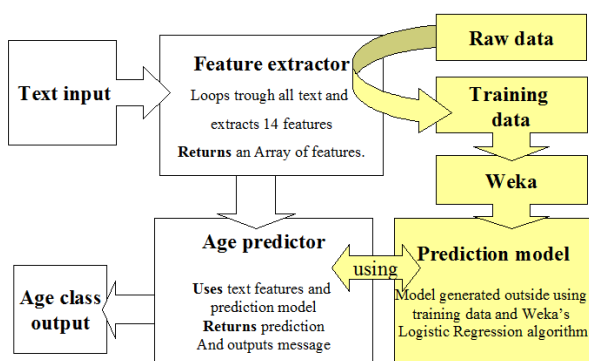 Text input
Feature extractor
Loops trough all text and
extracts 14 features
Returns an Array of features.
Raw data
Training
data
Weka
Age predictor
Uses text features and
prediction model
Returns prediction
And outputs message
using
Prediction model
Model generated outside using
training data and Weka's
Logistic Regression algorithm
Age class
output